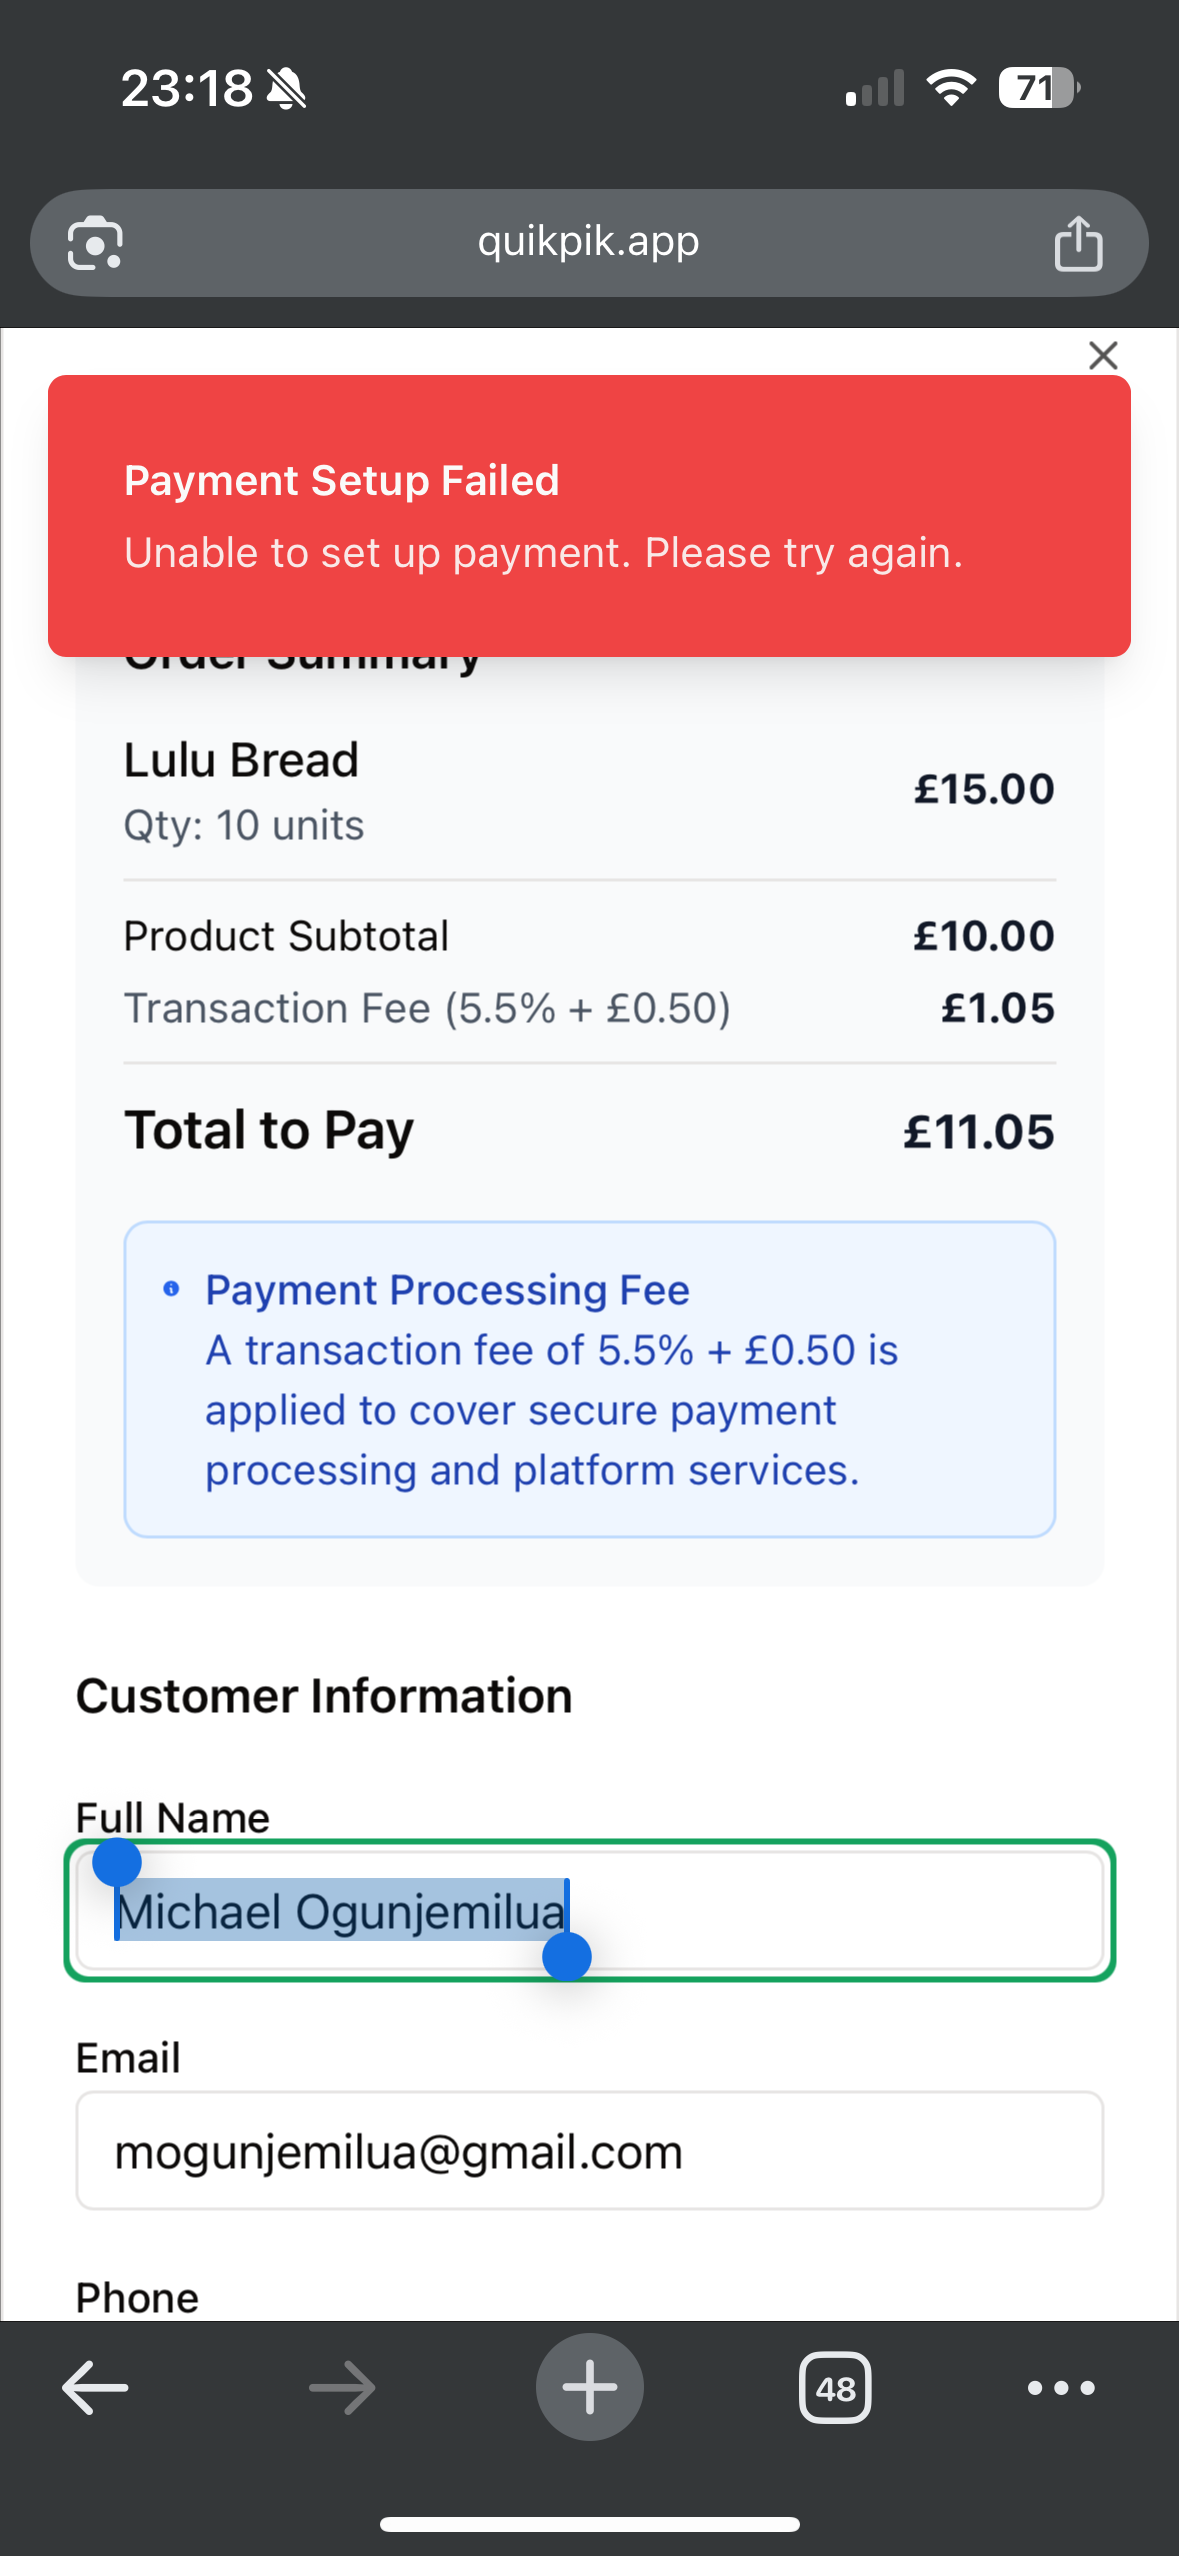 23:18
71
quikpik.app
Payment Setup Failed
Unable to set up payment. Please try again.
Order Summary
Lulu Bread
£15.00
Qty: 10 units
Product Subtotal £10.00
Transaction Fee (5.5% + £0.50) £1.05
Total to Pay £11.05
Payment Processing Fee
A transaction fee of 5.5% + £0.50 is
applied to cover secure payment
processing and platform services.
Customer Information
Full Name
Michael Ogunjemilua
Email
mogunjemilua@gmail.com
Phone
48